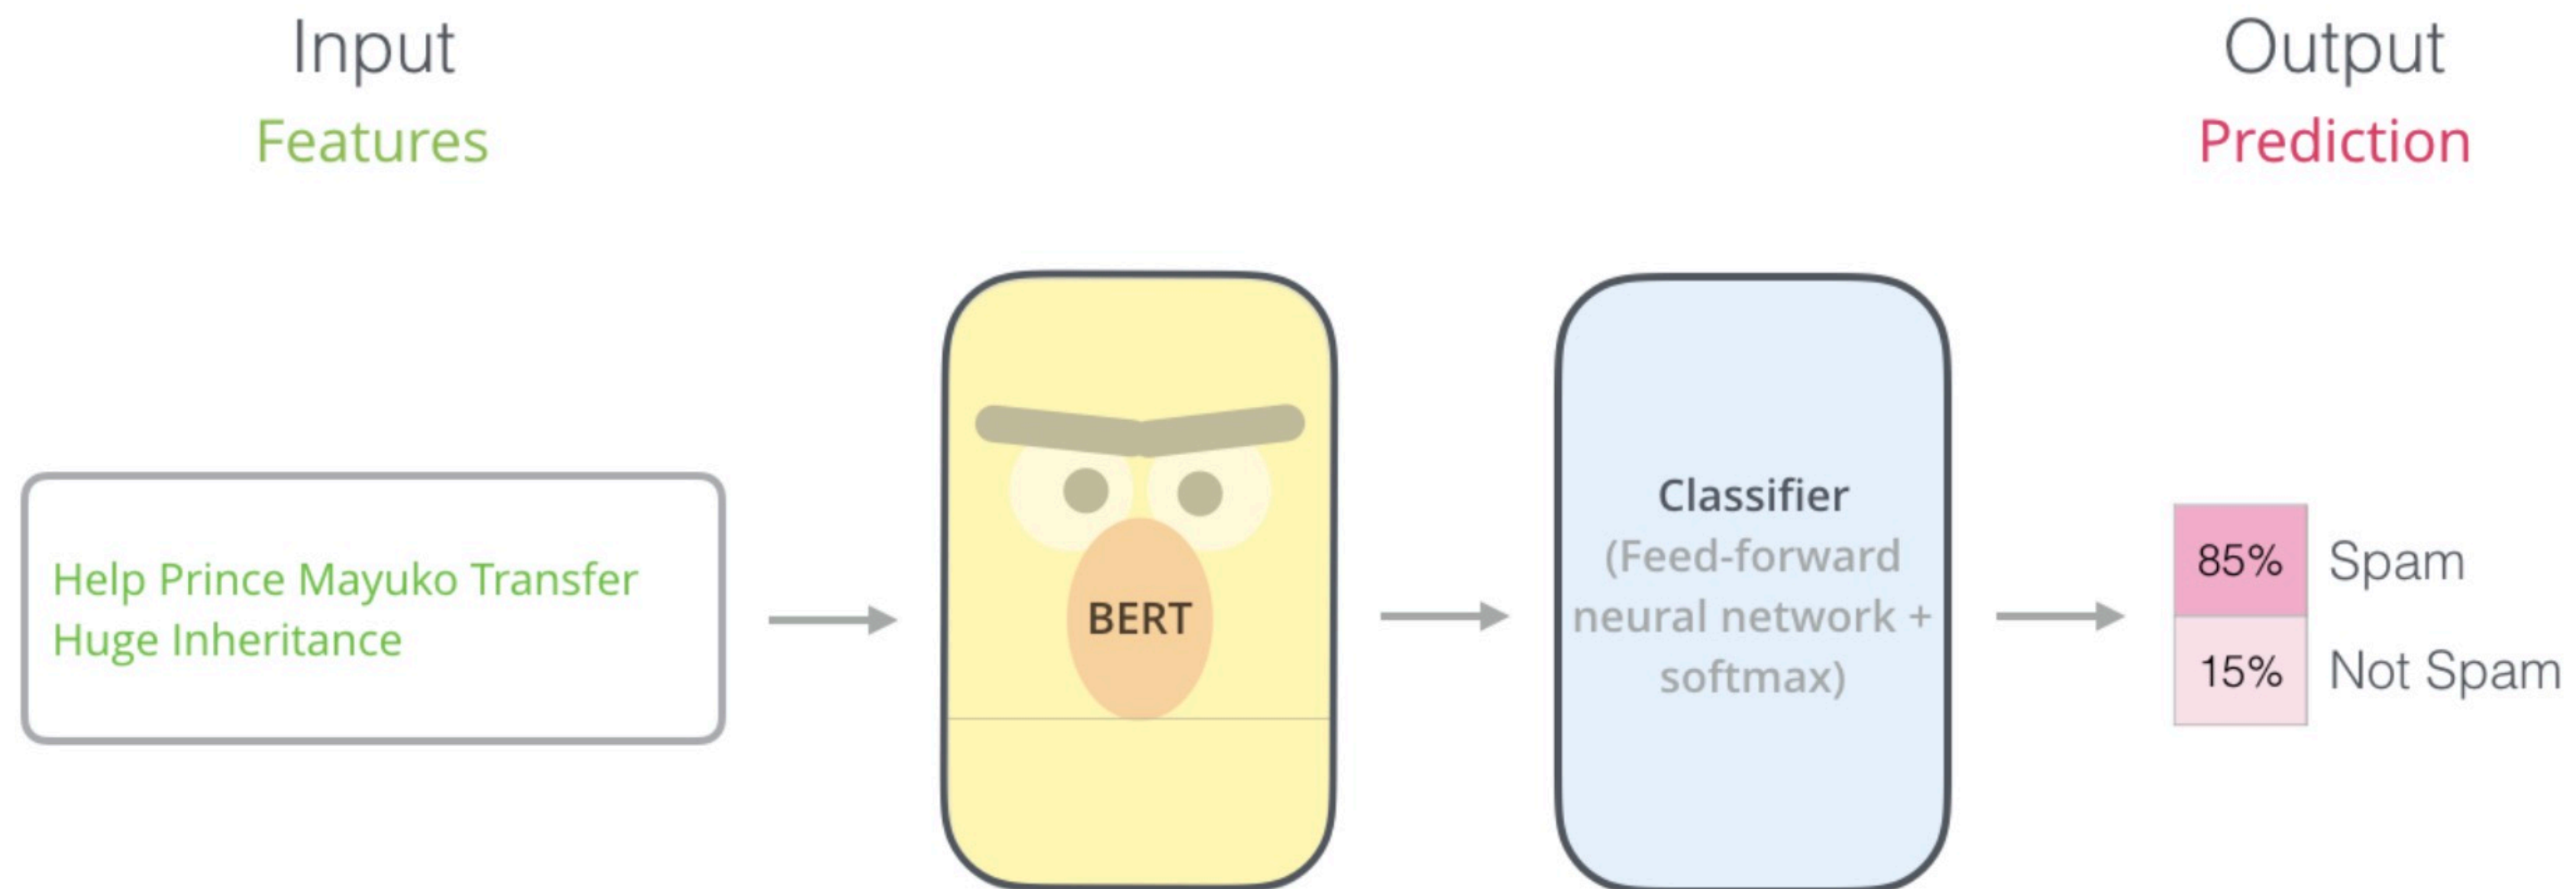 Input
Features
Output
Prediction
Help Prince Mayuko Transfer
Huge Inheritance
BERT
Classifier
(Feed-forward
neural network +
softmax)
85% Spam
15% Not Spam